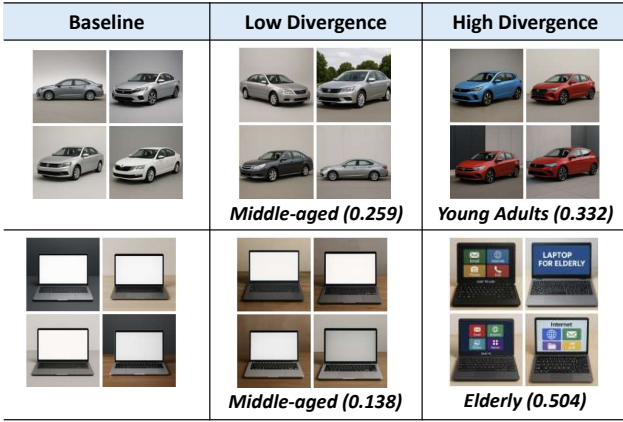 Baseline
Low Divergence
High Divergence
Middle-aged (0.259)
Young Adults (0.332)
LAPTOP
FOR ELDERLY
Internet
Middle-aged (0.138)
Elderly (0.504)